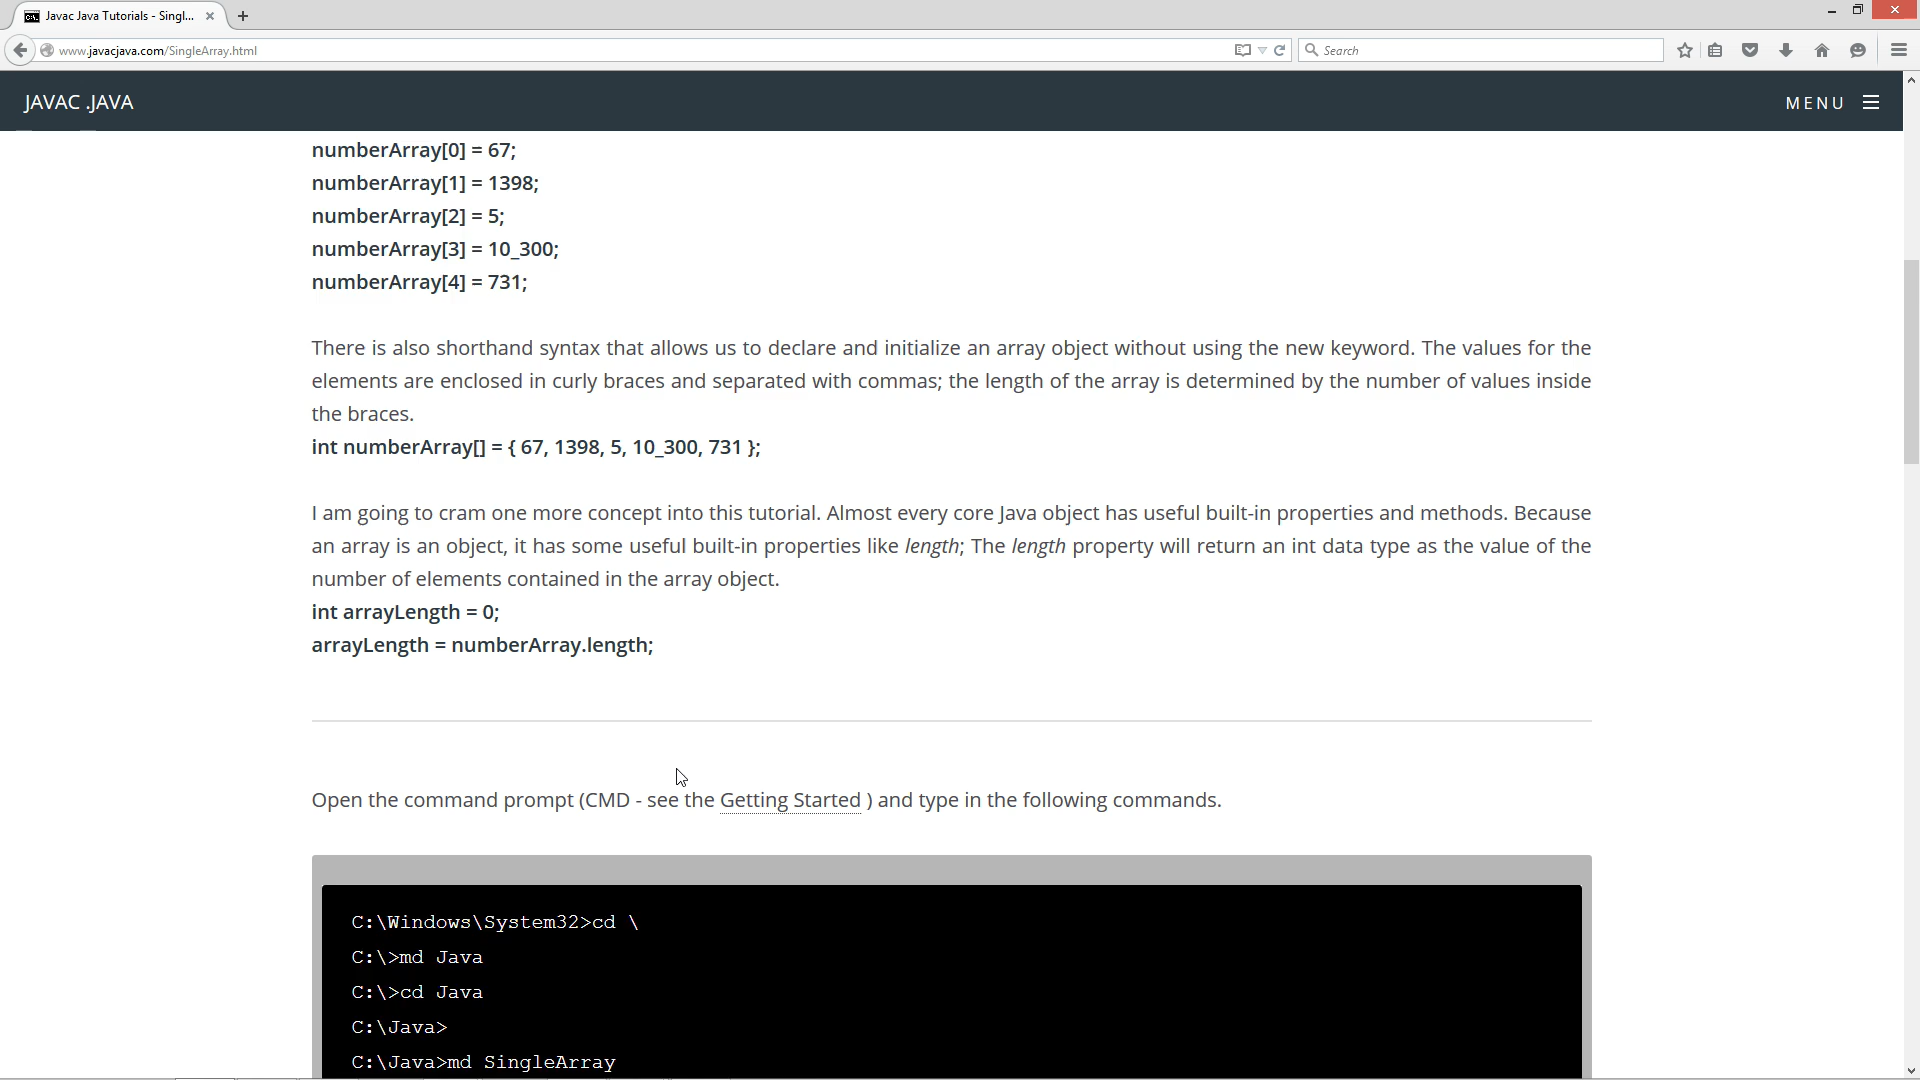 Javac Java Tutorials - Singl...
www.javacjava.com/SingleArray.html
Search
JAVAC .JAVA
MENU
numberArray[0] = 67;
numberArray[1] = 1398;
numberArray[2] = 5;
numberArray[3] = 10_300;
numberArray[4] = 731;
There is also shorthand syntax that allows us to declare and initialize an array object without using the new keyword. The values for the
elements are enclosed in curly braces and separated with commas; the length of the array is determined by the number of values inside
the braces.
int numberArray[] = { 67, 1398, 5, 10_300, 731 };
I am going to cram one more concept into this tutorial. Almost every core Java object has useful built-in properties and methods. Because
an array is an object, it has some useful built-in properties like length; The length property will return an int data type as the value of the
number of elements contained in the array object.
int arrayLength = 0;
arrayLength = numberArray.length;
Open the command prompt (CMD - see the Getting Started ) and type in the following commands.
C:\Windows\System32>cd \
C:\>md Java
C:\>cd Java
C:\Java>
C:\Java>md SingleArray